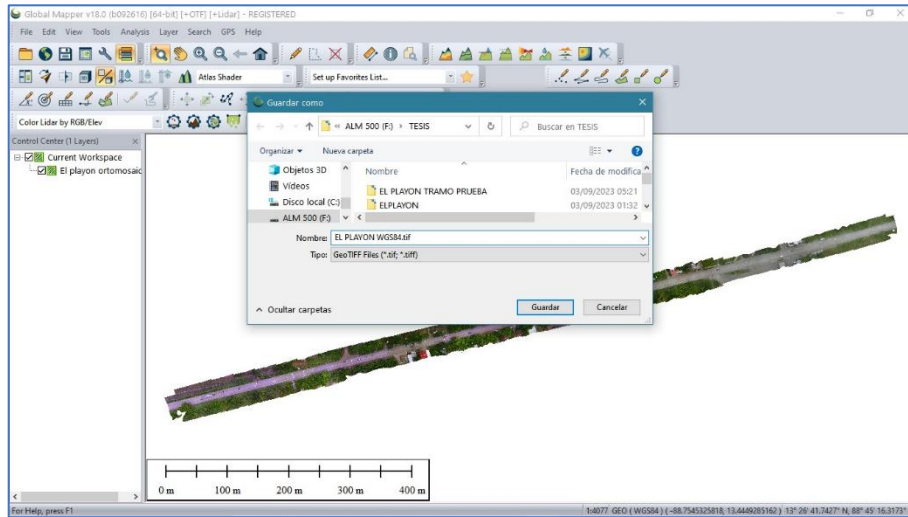 Global Mapper v18.0 (b092616) [64-bit] [+OTF] [+Lidar] - REGISTERED
File Edit View Tools Analysis Layer Search GPS Help
Atlas Shader
Set up Favorites List...
Color Lidar by RGB/Elev
Control Center (1 Layers)
Current Workspace
El playon ortomosaic
Guardar como
« ALM 500 (F:) › TESIS
Buscar en TESIS
Organizar
Nueva carpeta
Objetos 3D
Vídeos
Disco local (C:)
ALM 500 (F:)
Nombre
Fecha de modifica
EL PLAYON TRAMO PRUEBA
03/09/2023 05:21
ELPLAYON
03/09/2023 01:32
Nombre: EL PLAYON WGS84.tif
Tipo: GeoTIFF Files (*.tif; *.tiff)
Ocultar carpetas
Guardar
Cancelar
0 m 100 m 200 m 300 m 400 m
For Help, press F1
1:4077 GEO ( WGS84 ) ( -88.7545325818, 13.4449285162 ) 13° 26' 41.7427" N, 88° 45' 16.3173"